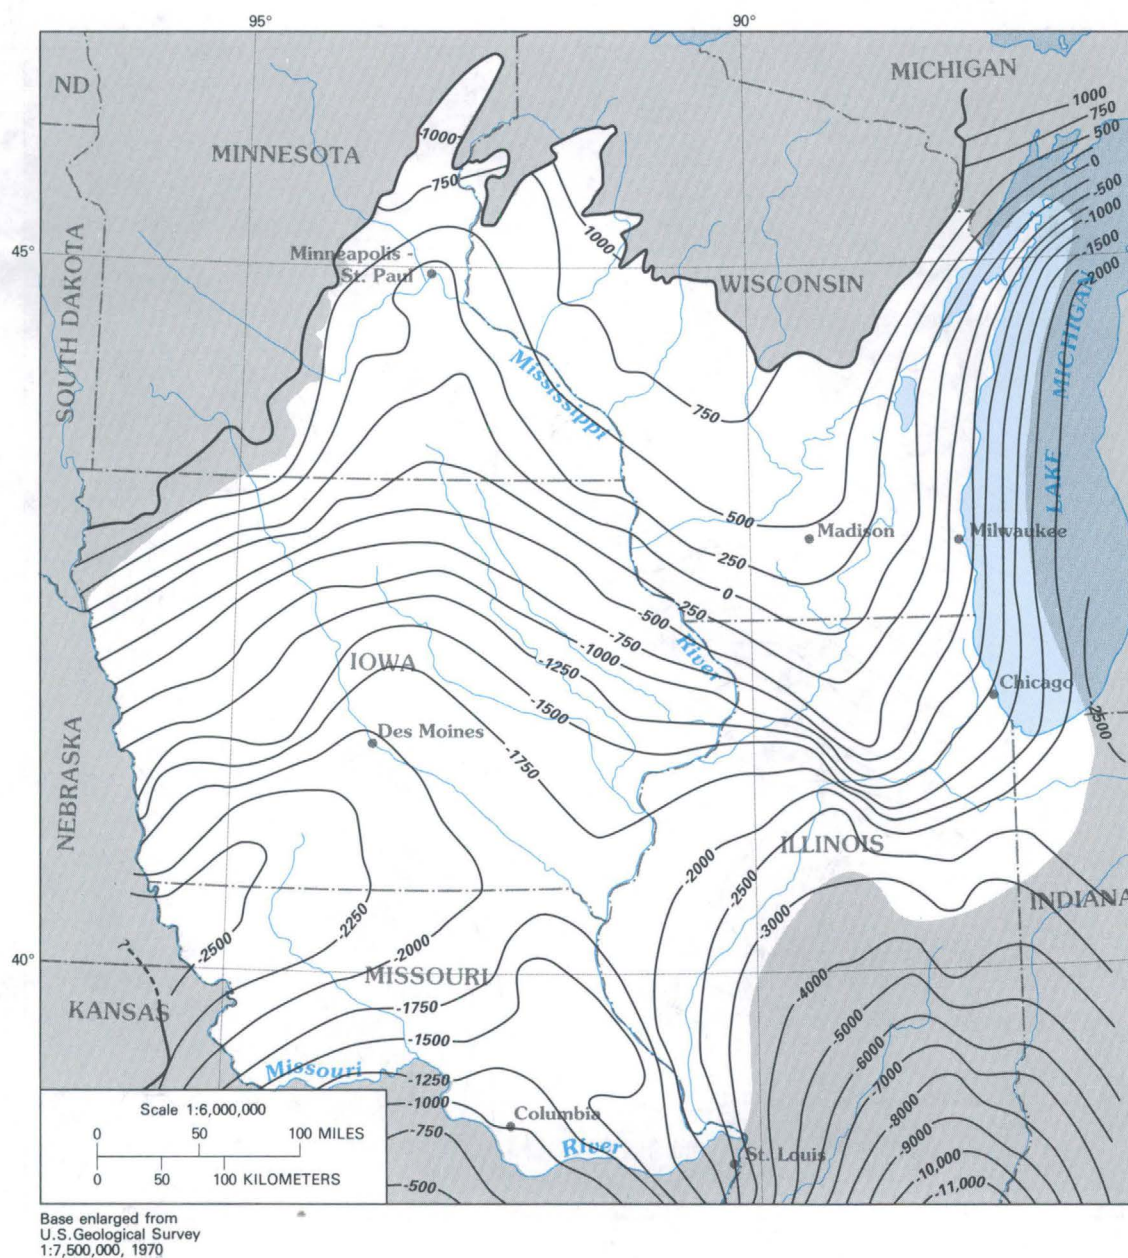 95°
90°
ND
MICHIGAN
1000
750
500
0
-500
-1000
-1500
-2000
MINNESOTA
1000
750
1000
45°
Minneapolis -
St. Paul
WISCONSIN
SOUTH DAKOTA
LAKE MICHIGAN
Mississippi
750
500
Madison
Milwaukee
250
0
-250
-500
-750
-1000
River
-1250
IOWA
-1500
Chicago
-2500
Des Moines
-1750
NEBRASKA
ILLINOIS
-2000
-2500
INDIANA
-3000
-2250
-2500
-2000
?
40°
MISSOURI
-4000
KANSAS
-1750
-1500
-5000
-6000
Missouri
-1250
-7000
-1000
Columbia
-8000
-750
River
St. Louis
-9000
-10,000
-500
-11,000
Scale 1:6,000,000
0 50 100 MILES
0 50 100 KILOMETERS
Base enlarged from
U.S. Geological Survey
1:7,500,000, 1970